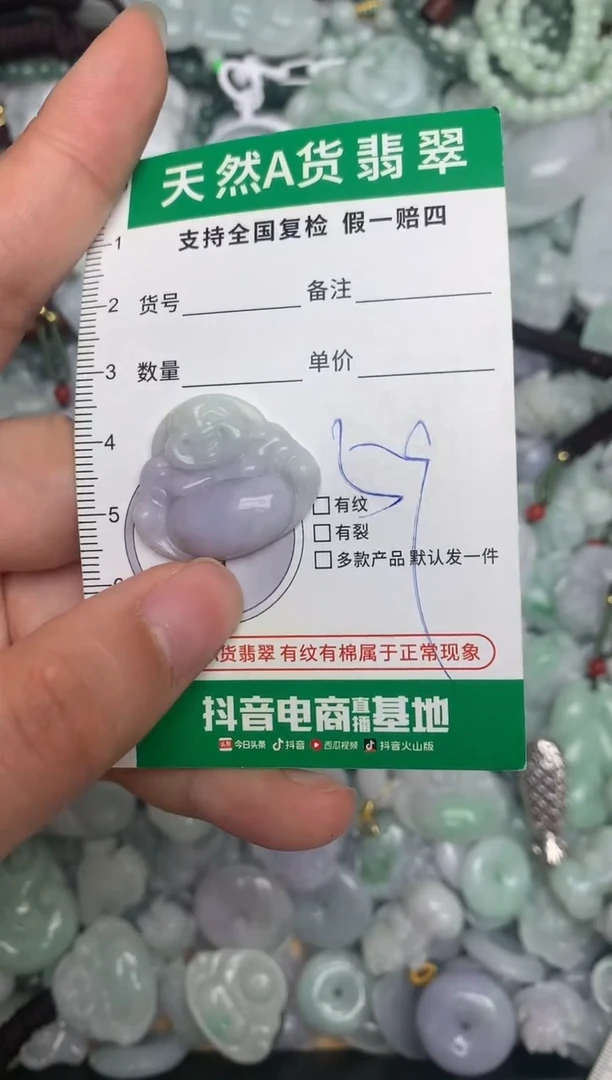 天然A货翡翠
支持全国复检 假一赔四
1
2 货号 备注
3 数量 单价
4
5 □有纹
□有裂
□多款产品 默认发一件
货翡翠 有纹有棉属于正常现象
抖音电商直播基地
今日头条 抖音 西瓜视频 抖音火山版